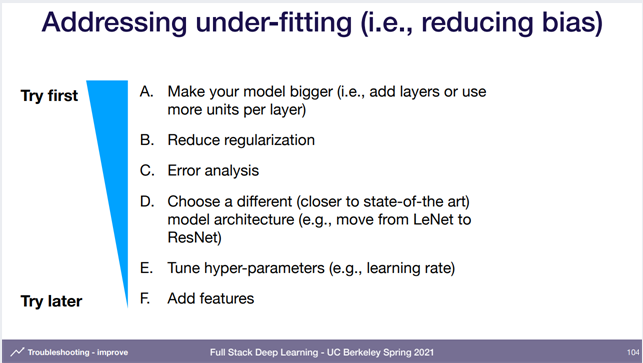 Addressing under-fitting (i.e., reducing bias)
Try first
A. Make your model bigger (i.e., add layers or use
more units per layer)
B. Reduce regularization
C. Error analysis
D. Choose a different (closer to state-of-the art)
model architecture (e.g., move from LeNet to
ResNet)
E. Tune hyper-parameters (e.g., learning rate)
Try later
F. Add features
Troubleshooting - improve
Full Stack Deep Learning - UC Berkeley Spring 2021
104